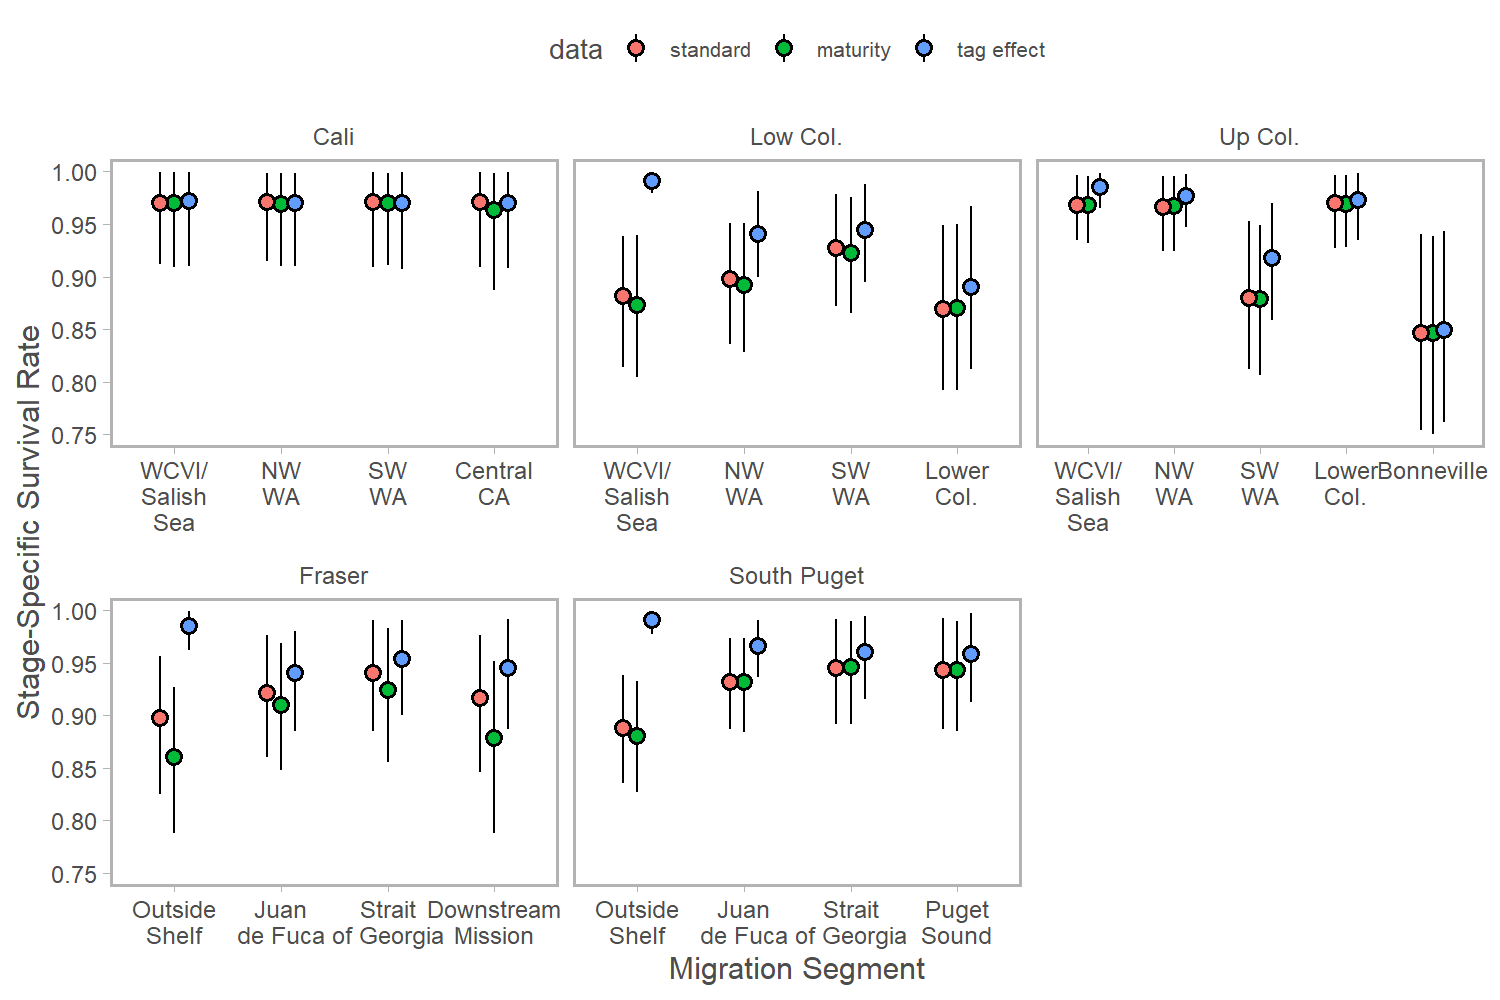 data standard maturity tag effect
Cali Low Col. Up Col.
1.00
0.95
0.90
0.85
0.80
0.75
WCVI/ NW SW Central WCVI/ NW SW Lower WCVI/ NW SW Lower Bonneville
Salish WA WA CA Salish WA WA Col. Salish WA WA Col.
Sea Sea Sea
Stage-Specific Survival Rate
Fraser South Puget
1.00
0.95
0.90
0.85
0.80
0.75
Outside Juan Strait Downstream Outside Juan Strait Puget
Shelf de Fuca of Georgia Mission Shelf de Fuca of Georgia Sound
Migration Segment